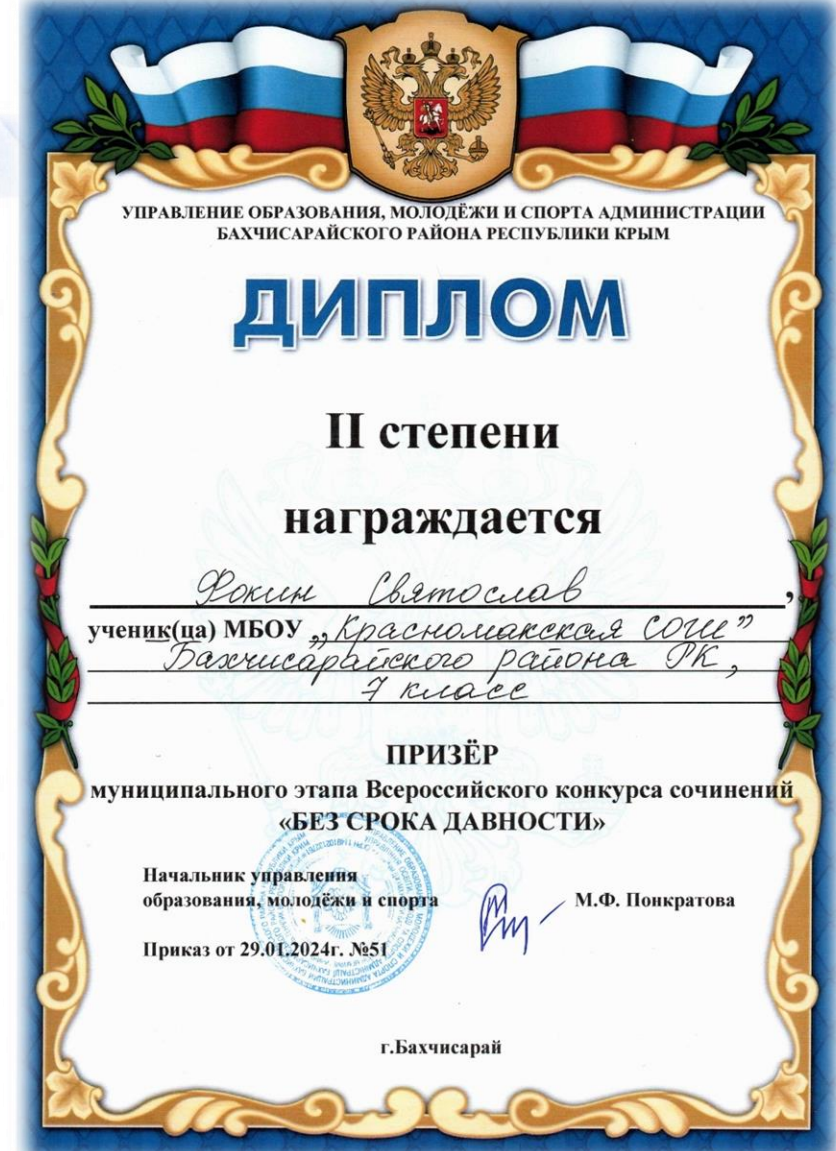 УПРАВЛЕНИЕ ОБРАЗОВАНИЯ, МОЛОДЁЖИ И СПОРТА АДМИНИСТРАЦИИ
БАХЧИСАРАЙСКОГО РАЙОНА РЕСПУБЛИКИ КРЫМ
ДИПЛОМ
II степени
награждается
Фокин Святослав,
ученик(ца) МБОУ „Красномакская СОШ”
Бахчисарайского района РК,
7 класс
ПРИЗЁР
муниципального этапа Всероссийского конкурса сочинений
«БЕЗ СРОКА ДАВНОСТИ»
Начальник управления
образования, молодёжи и спорта М.Ф. Понкратова
Приказ от 29.01.2024г. №51
г.Бахчисарай